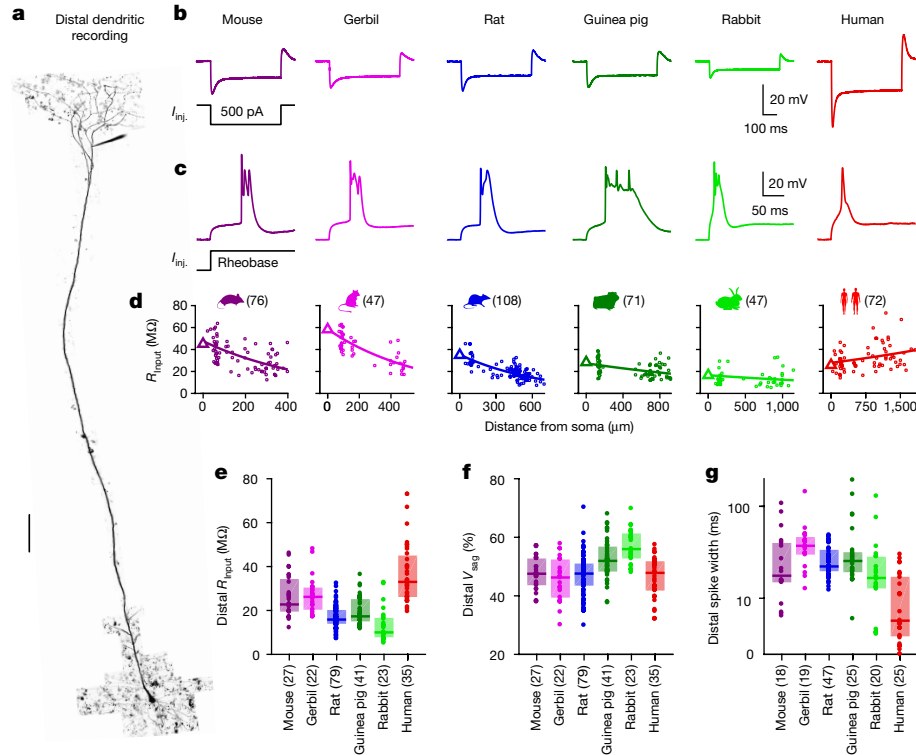 a
Distal dendritic
recording
b
Mouse
Gerbil
Rat
Guinea pig
Rabbit
Human
Iinj.
500 pA
20 mV
100 ms
c
20 mV
50 ms
Iinj.
Rheobase
d
(76)
(47)
(108)
(71)
(47)
(72)
RInput (MΩ)
80
60
40
20
0
0 200 400
0 200 400
0 300 600
0 400 800
0 500 1,000
0 750 1,500
Distance from soma (μm)
e
Distal RInput (MΩ)
80
60
40
20
0
Mouse (27)
Gerbil (22)
Rat (79)
Guinea pig (41)
Rabbit (23)
Human (35)
f
Distal Vsag (%)
80
60
40
20
Mouse (27)
Gerbil (22)
Rat (79)
Guinea pig (41)
Rabbit (23)
Human (35)
g
Distal spike width (ms)
100
10
0
Mouse (18)
Gerbil (19)
Rat (47)
Guinea pig (25)
Rabbit (20)
Human (25)